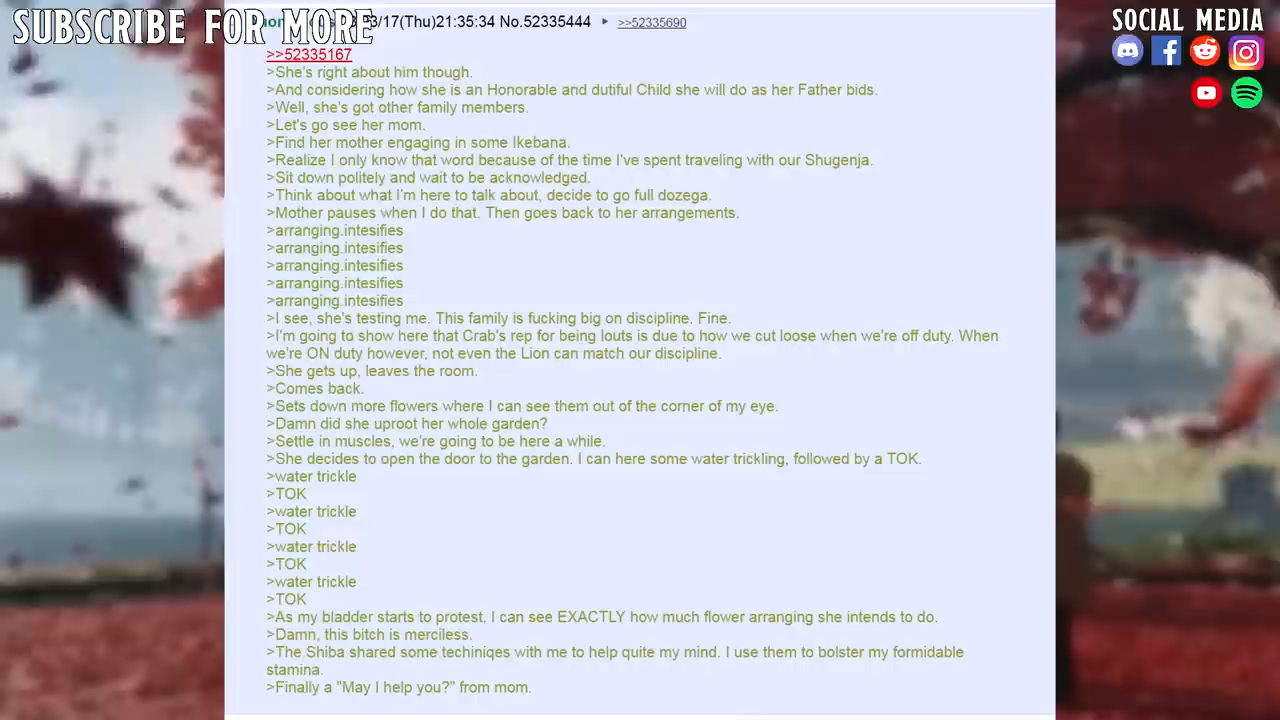 SUBSCRIBE FOR MORE
3/17(Thu)21:35:34 No.52335444 ▶ >>52335690
SOCIAL MEDIA
>>52335167
>She's right about him though.
>And considering how she is an Honorable and dutiful Child she will do as her Father bids.
>Well, she's got other family members.
>Let's go see her mom.
>Find her mother engaging in some Ikebana.
>Realize I only know that word because of the time I've spent traveling with our Shugenja.
>Sit down politely and wait to be acknowledged.
>Think about what I'm here to talk about, decide to go full dozega.
>Mother pauses when I do that. Then goes back to her arrangements.
>arranging.intesifies
>arranging.intesifies
>arranging.intesifies
>arranging.intesifies
>arranging.intesifies
>I see, she's testing me. This family is fucking big on discipline. Fine.
>I'm going to show here that Crab's rep for being louts is due to how we cut loose when we're off duty. When
we're ON duty however, not even the Lion can match our discipline.
>She gets up, leaves the room.
>Comes back.
>Sets down more flowers where I can see them out of the corner of my eye.
>Damn did she uproot her whole garden?
>Settle in muscles, we're going to be here a while.
>She decides to open the door to the garden. I can here some water trickling, followed by a TOK.
>water trickle
>TOK
>water trickle
>TOK
>water trickle
>TOK
>water trickle
>TOK
>As my bladder starts to protest, I can see EXACTLY how much flower arranging she intends to do.
>Damn, this bitch is merciless.
>The Shiba shared some techiniqes with me to help quite my mind. I use them to bolster my formidable
stamina.
>Finally a "May I help you?" from mom.